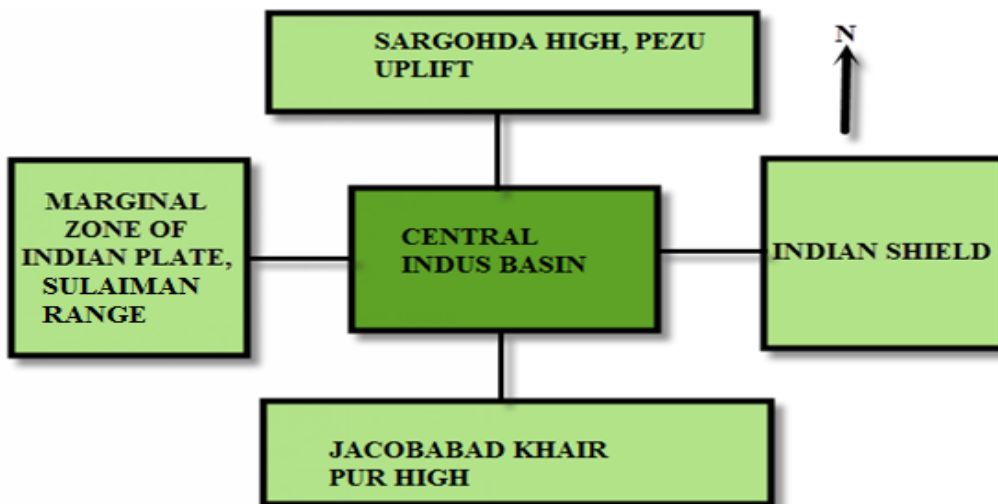 SARGOHDA HIGH, PEZU
UPLIFT
N
MARGINAL
ZONE OF
INDIAN PLATE,
SULAIMAN
RANGE
CENTRAL
INDUS BASIN
INDIAN SHIELD
JACOBABAD KHAIR
PUR HIGH